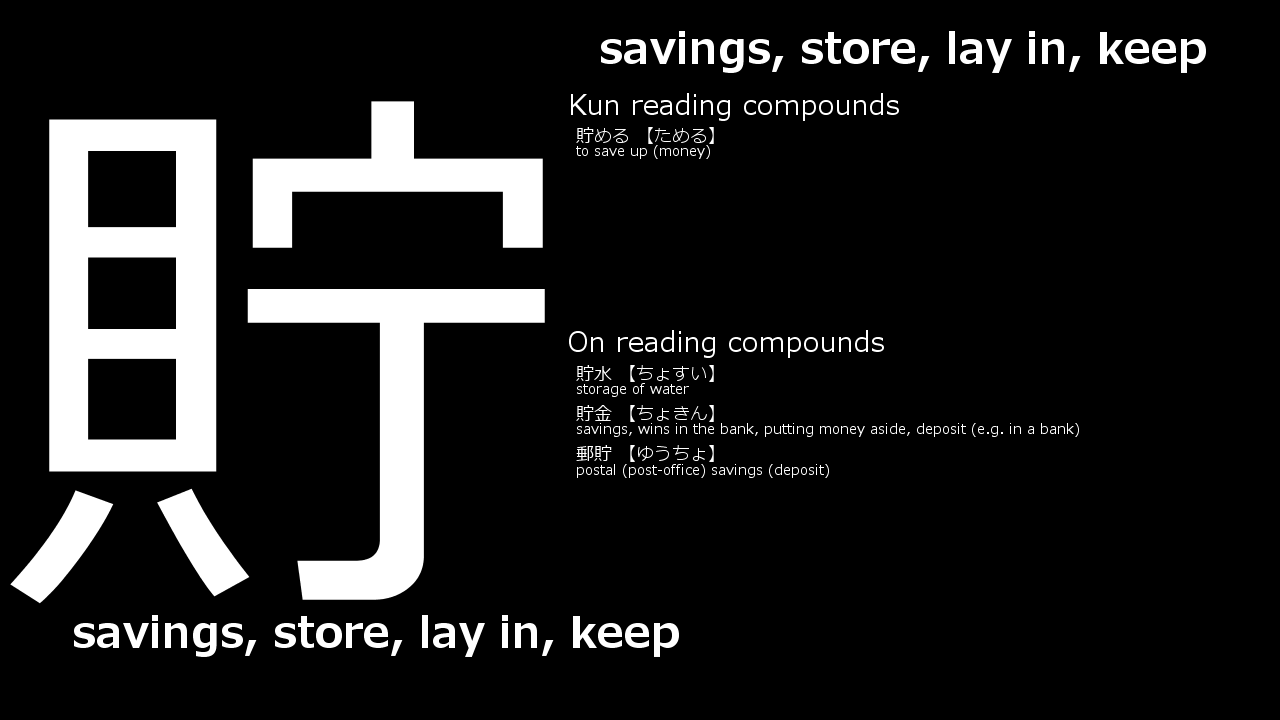 savings, store, lay in, keep
貯
Kun reading compounds
貯める 【ためる】
to save up (money)
On reading compounds
貯水 【ちょすい】
storage of water
貯金 【ちょきん】
savings, wins in the bank, putting money aside, deposit (e.g. in a bank)
郵貯 【ゆうちょ】
postal (post-office) savings (deposit)
savings, store, lay in, keep